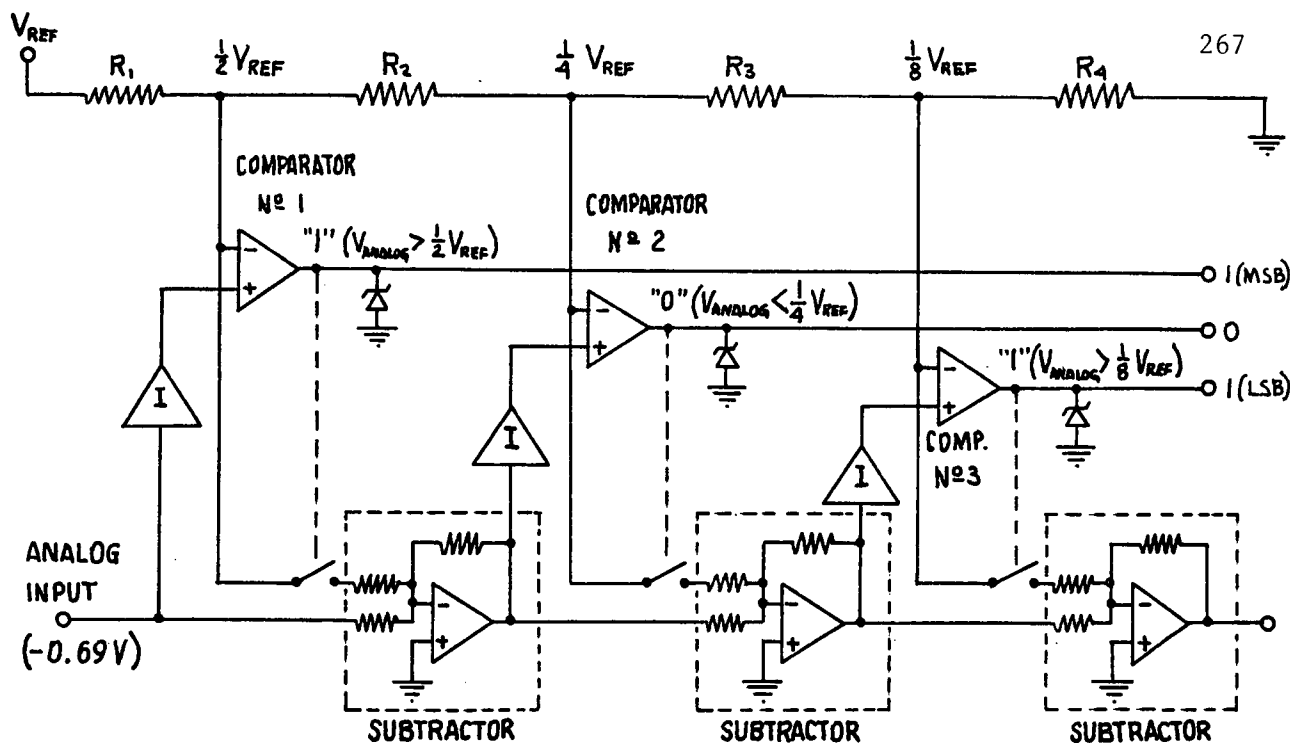 267
V_REF
R₁
½ V_REF
R₂
¼ V_REF
R₃
⅛ V_REF
R₄
COMPARATOR
Nº 1
"1" (V_ANALOG > ½ V_REF)
COMPARATOR
Nº 2
1 (MSB)
"0" (V_ANALOG < ¼ V_REF)
0
"1" (V_ANALOG > ⅛ V_REF)
1 (LSB)
COMP.
Nº3
I
I
I
- +
- +
- +
ANALOG
INPUT
(-0.69V)
- +
- +
- +
SUBTRACTOR
SUBTRACTOR
SUBTRACTOR